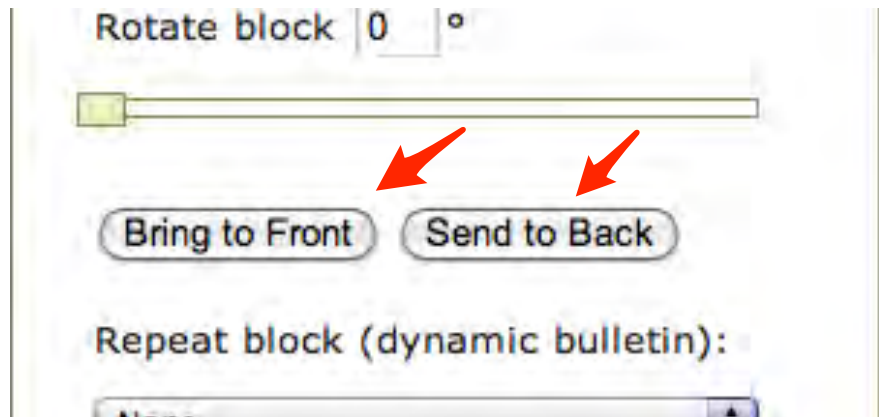 Rotate block 0 °
Bring to Front Send to Back
Repeat block (dynamic bulletin):